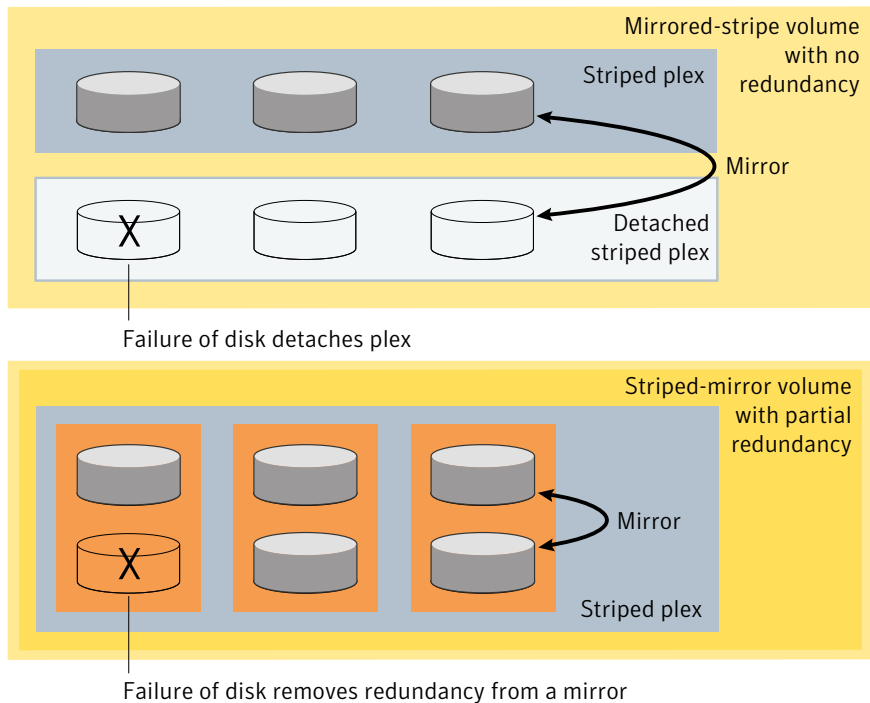 Mirrored-stripe volume
with no
redundancy
Striped plex
Mirror
X
Detached
striped plex
Failure of disk detaches plex
Striped-mirror volume
with partial
redundancy
Mirror
X
Striped plex
Failure of disk removes redundancy from a mirror